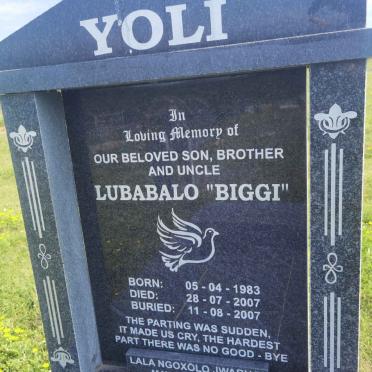 YOLI
In
Loving Memory of
OUR BELOVED SON, BROTHER
AND UNCLE
LUBABALO "BIGGI"
BORN: 05 - 04 - 1983
DIED: 28 - 07 - 2007
BURIED: 11 - 08 - 2007
THE PARTING WAS SUDDEN,
IT MADE US CRY, THE HARDEST
PART THERE WAS NO GOOD - BYE
LALA NGOXOLO